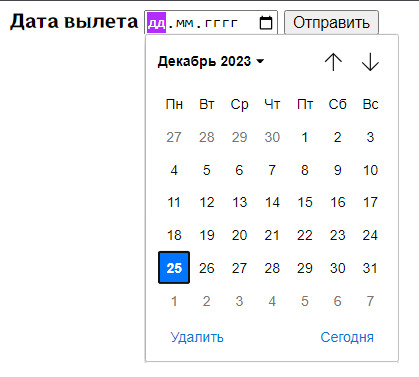 Дата вылета дд.мм.гггг Отправить
Декабрь 2023
Пн Вт Ср Чт Пт Сб Вс
27 28 29 30 1 2 3
4 5 6 7 8 9 10
11 12 13 14 15 16 17
18 19 20 21 22 23 24
25 26 27 28 29 30 31
1 2 3 4 5 6 7
Удалить Сегодня